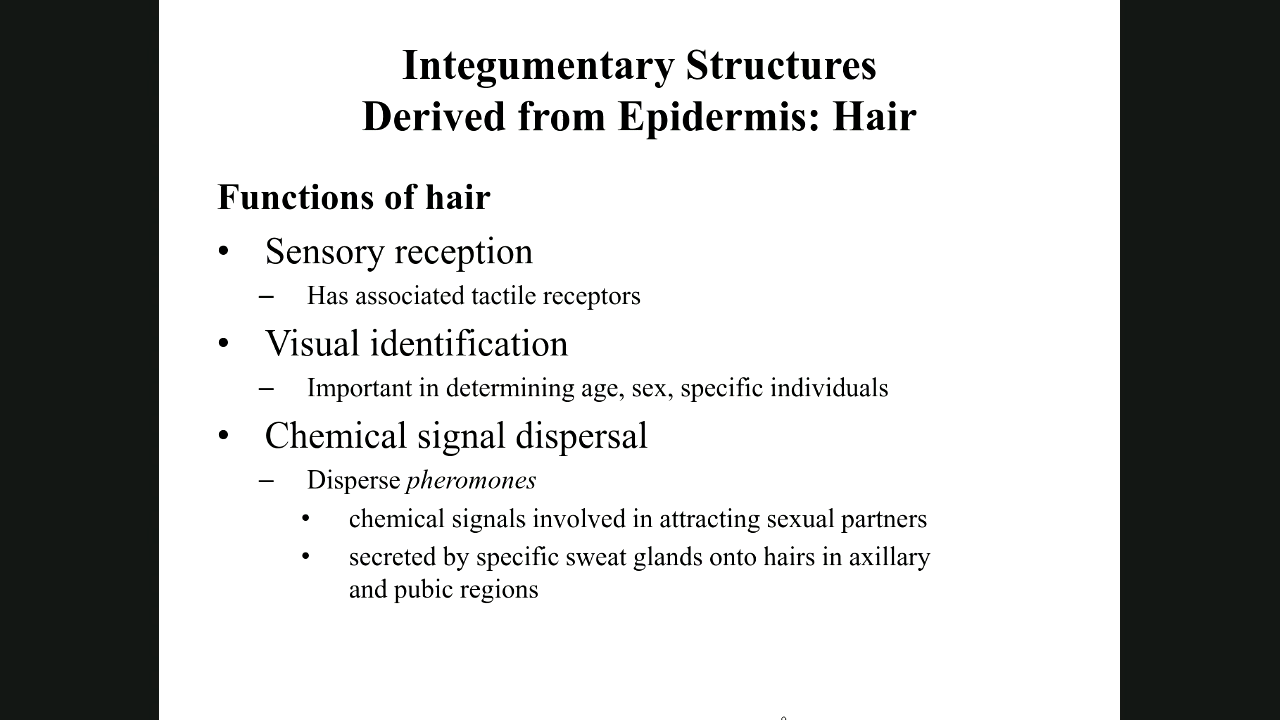 Integumentary Structures
Derived from Epidermis: Hair
Functions of hair
• Sensory reception
– Has associated tactile receptors
• Visual identification
– Important in determining age, sex, specific individuals
• Chemical signal dispersal
– Disperse pheromones
• chemical signals involved in attracting sexual partners
• secreted by specific sweat glands onto hairs in axillary
and pubic regions